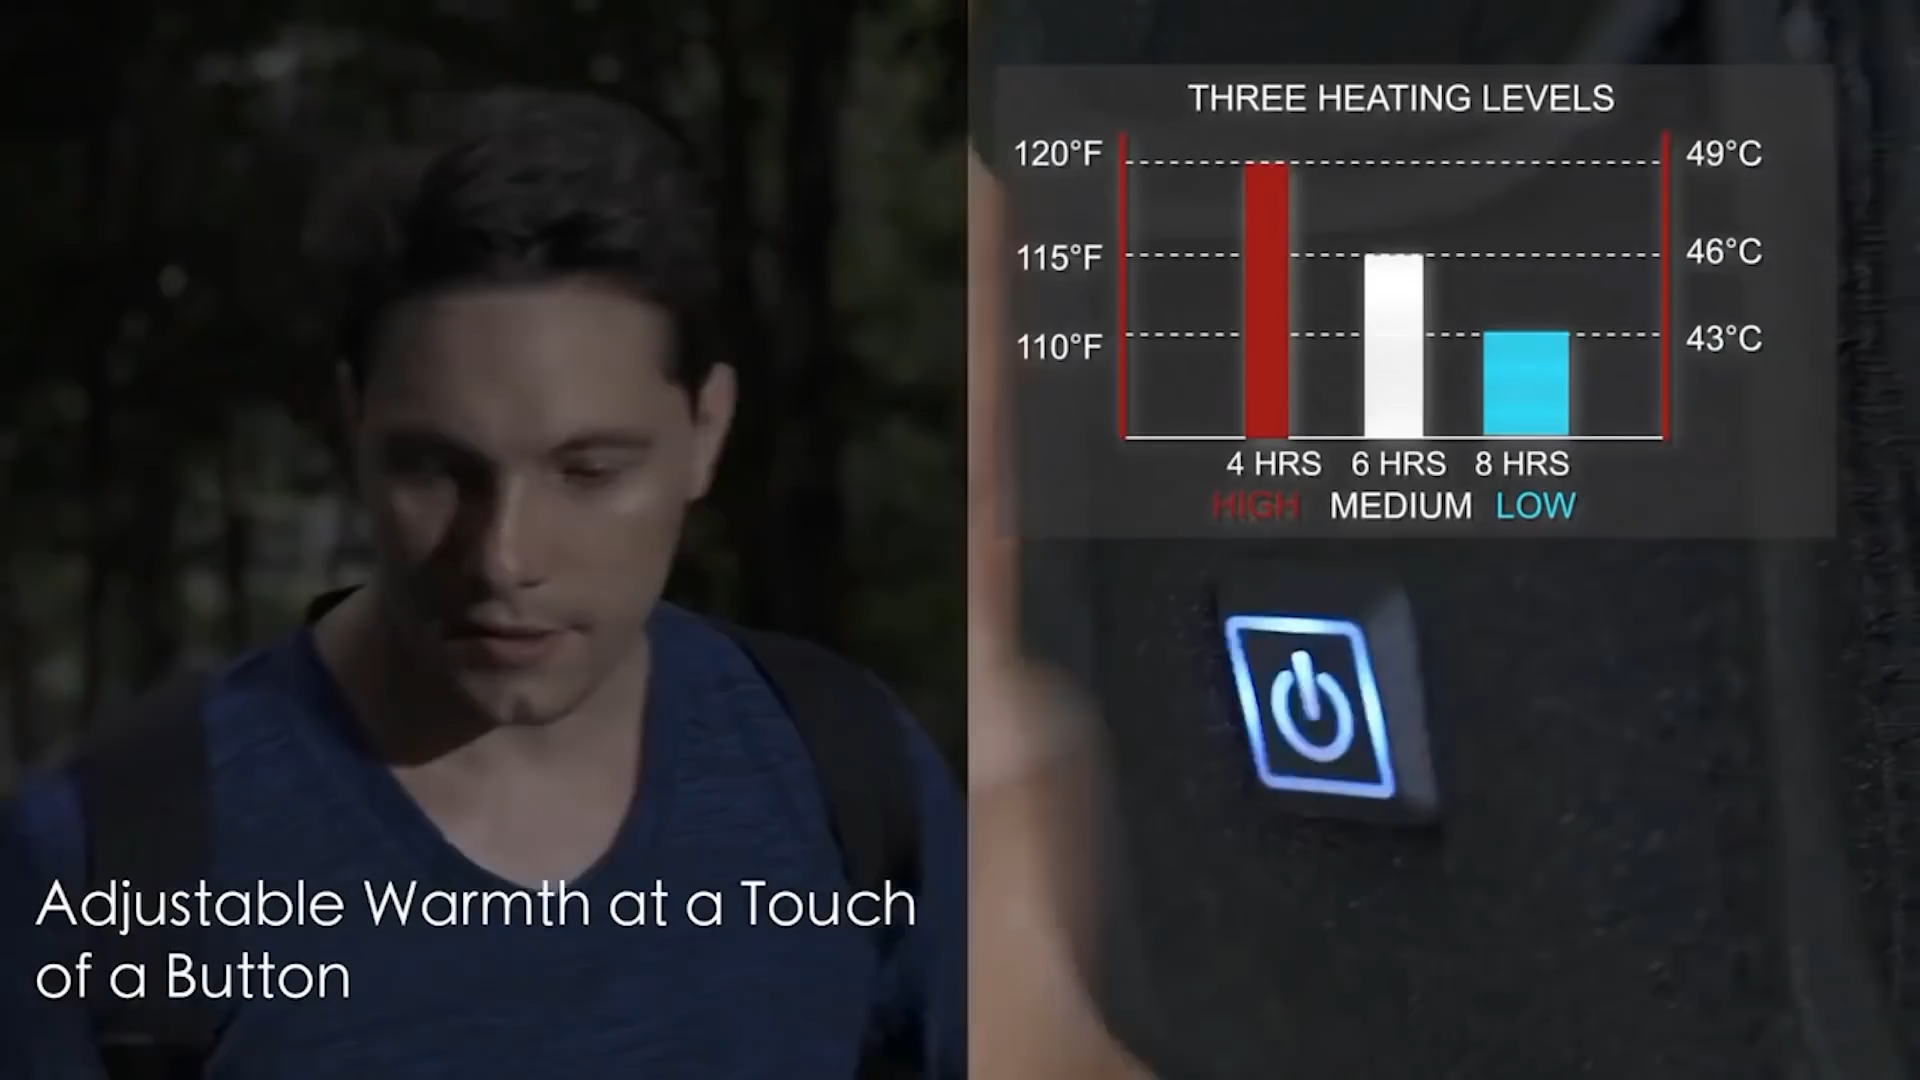 THREE HEATING LEVELS
120°F
49°C
115°F
46°C
110°F
43°C
4 HRS 6 HRS 8 HRS
HIGH MEDIUM LOW
Adjustable Warmth at a Touch
of a Button